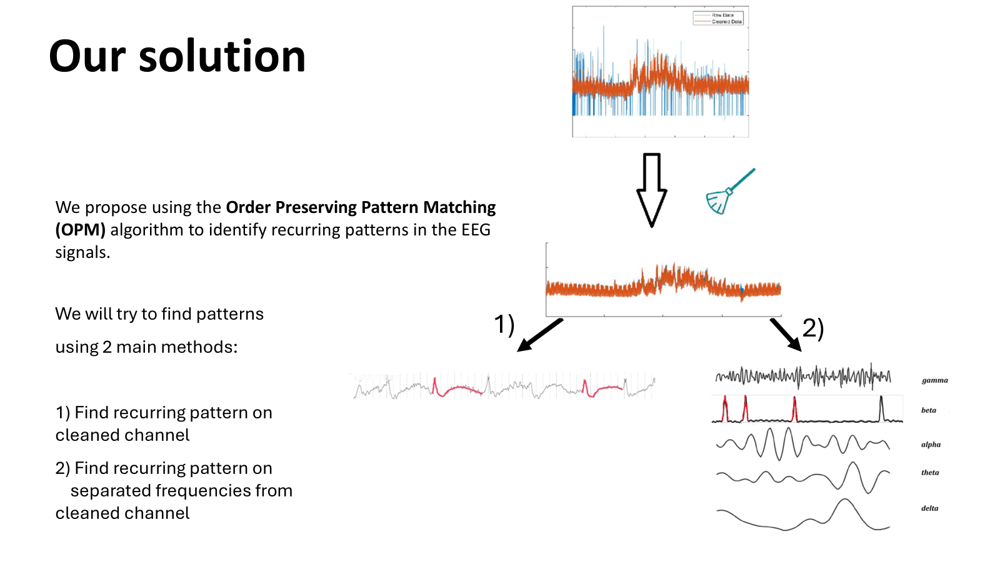 Our solution
Raw Data
Cleaned Data
We propose using the Order Preserving Pattern Matching
(OPM) algorithm to identify recurring patterns in the EEG
signals.
We will try to find patterns
using 2 main methods:
1) Find recurring pattern on
cleaned channel
2) Find recurring pattern on
separated frequencies from
cleaned channel
1)
2)
gamma
beta
alpha
theta
delta